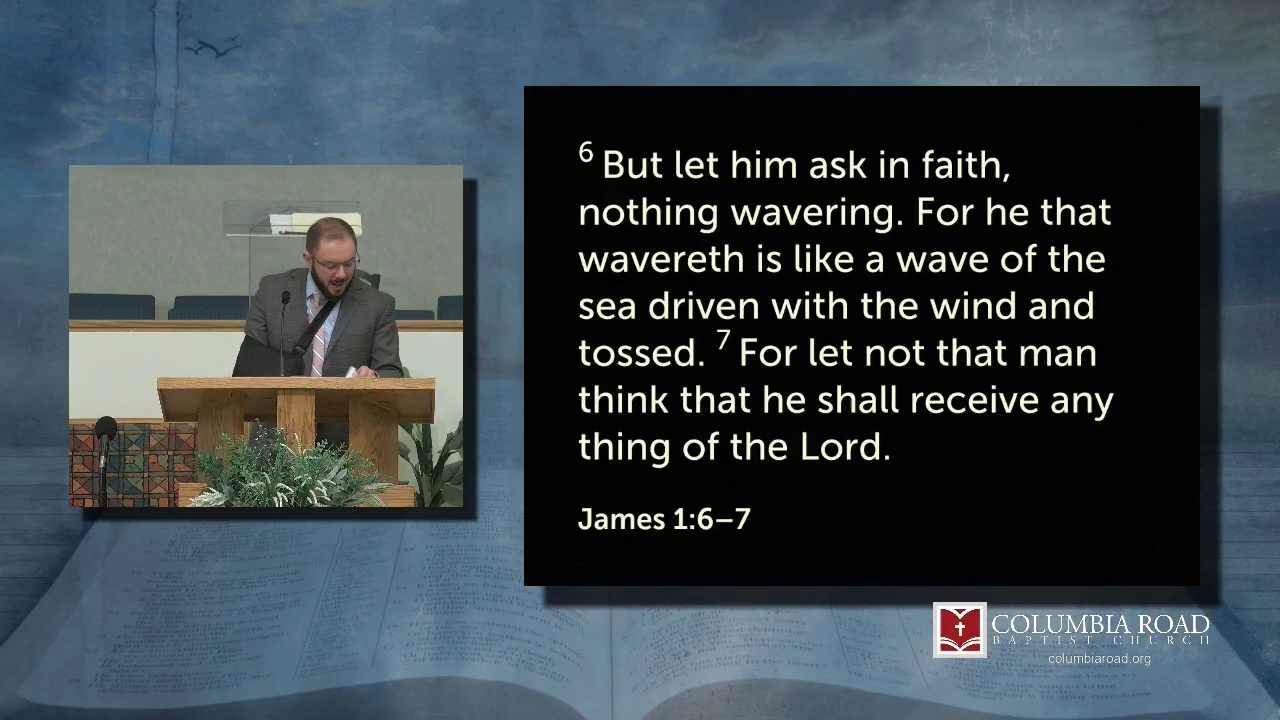 6 But let him ask in faith,
nothing wavering. For he that
wavereth is like a wave of the
sea driven with the wind and
tossed. 7 For let not that man
think that he shall receive any
thing of the Lord.
James 1:6–7
COLUMBIA ROAD
BAPTIST CHURCH
columbiaroad.org